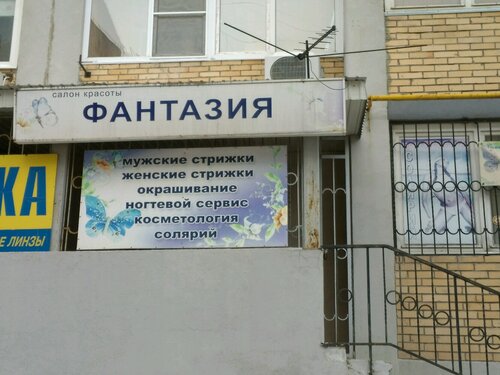 салон красоты
ФАНТАЗИЯ
мужские стрижки
женские стрижки
окрашивание
ногтевой сервис
косметология
солярий
КА
Е ЛИНЗЫ